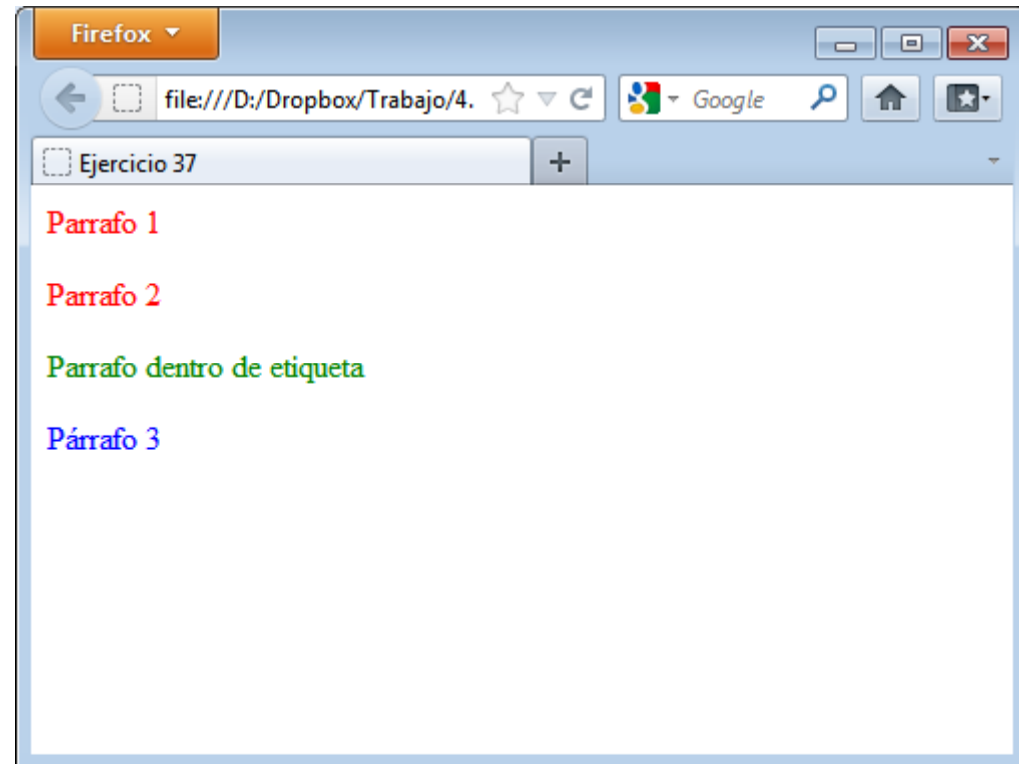 Firefox
file:///D:/Dropbox/Trabajo/4.
Google
Ejercicio 37
Parrafo 1
Parrafo 2
Parrafo dentro de etiqueta
Párrafo 3